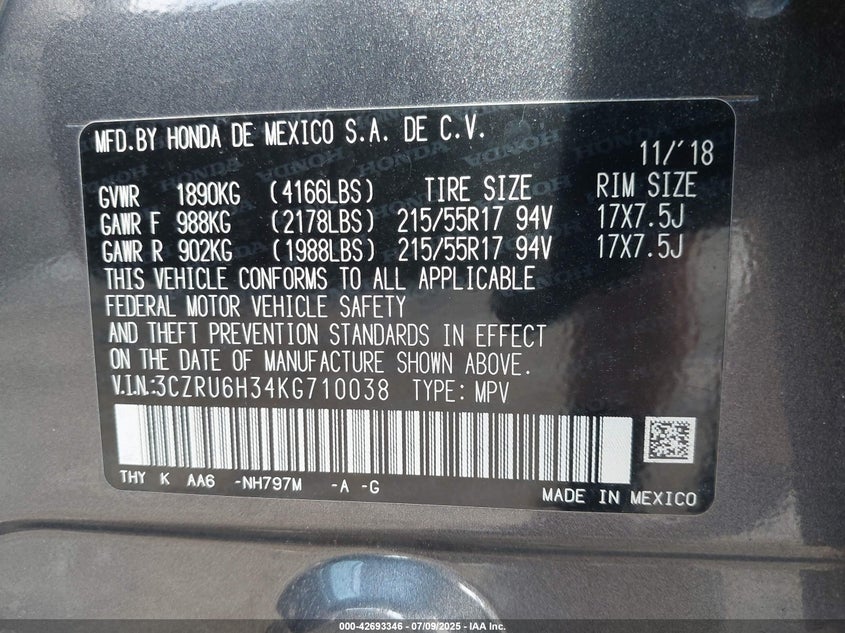 MFD.BY HONDA DE MEXICO S.A. DE C.V.
11/'18
GVWR 1890KG (4166LBS) TIRE SIZE RIM SIZE
GAWR F 988KG (2178LBS) 215/55R17 94V 17X7.5J
GAWR R 902KG (1988LBS) 215/55R17 94V 17X7.5J
THIS VEHICLE CONFORMS TO ALL APPLICABLE
FEDERAL MOTOR VEHICLE SAFETY
AND THEFT PREVENTION STANDARDS IN EFFECT
ON THE DATE OF MANUFACTURE SHOWN ABOVE.
V.I.N.:3CZRU6H34KG710038 TYPE: MPV
THY K AA6 -NH797M -A -G
MADE IN MEXICO
000-42693346 - 07/09/2025 - IAA Inc.